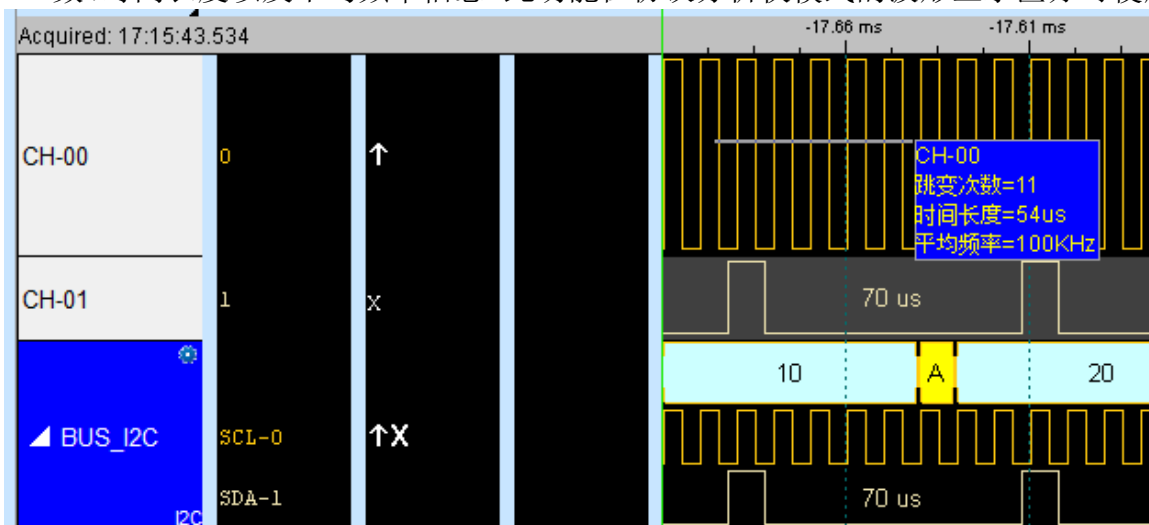 Acquired: 17:15:43.534
-17.66 ms
-17.61 ms
CH-00
0
CH-00
跳变次数=11
时间长度=54us
平均频率=100KHz
CH-01
1
X
70 us
10
A
20
BUS_I2C
SCL-0
X
SDA-1
70 us
I2C